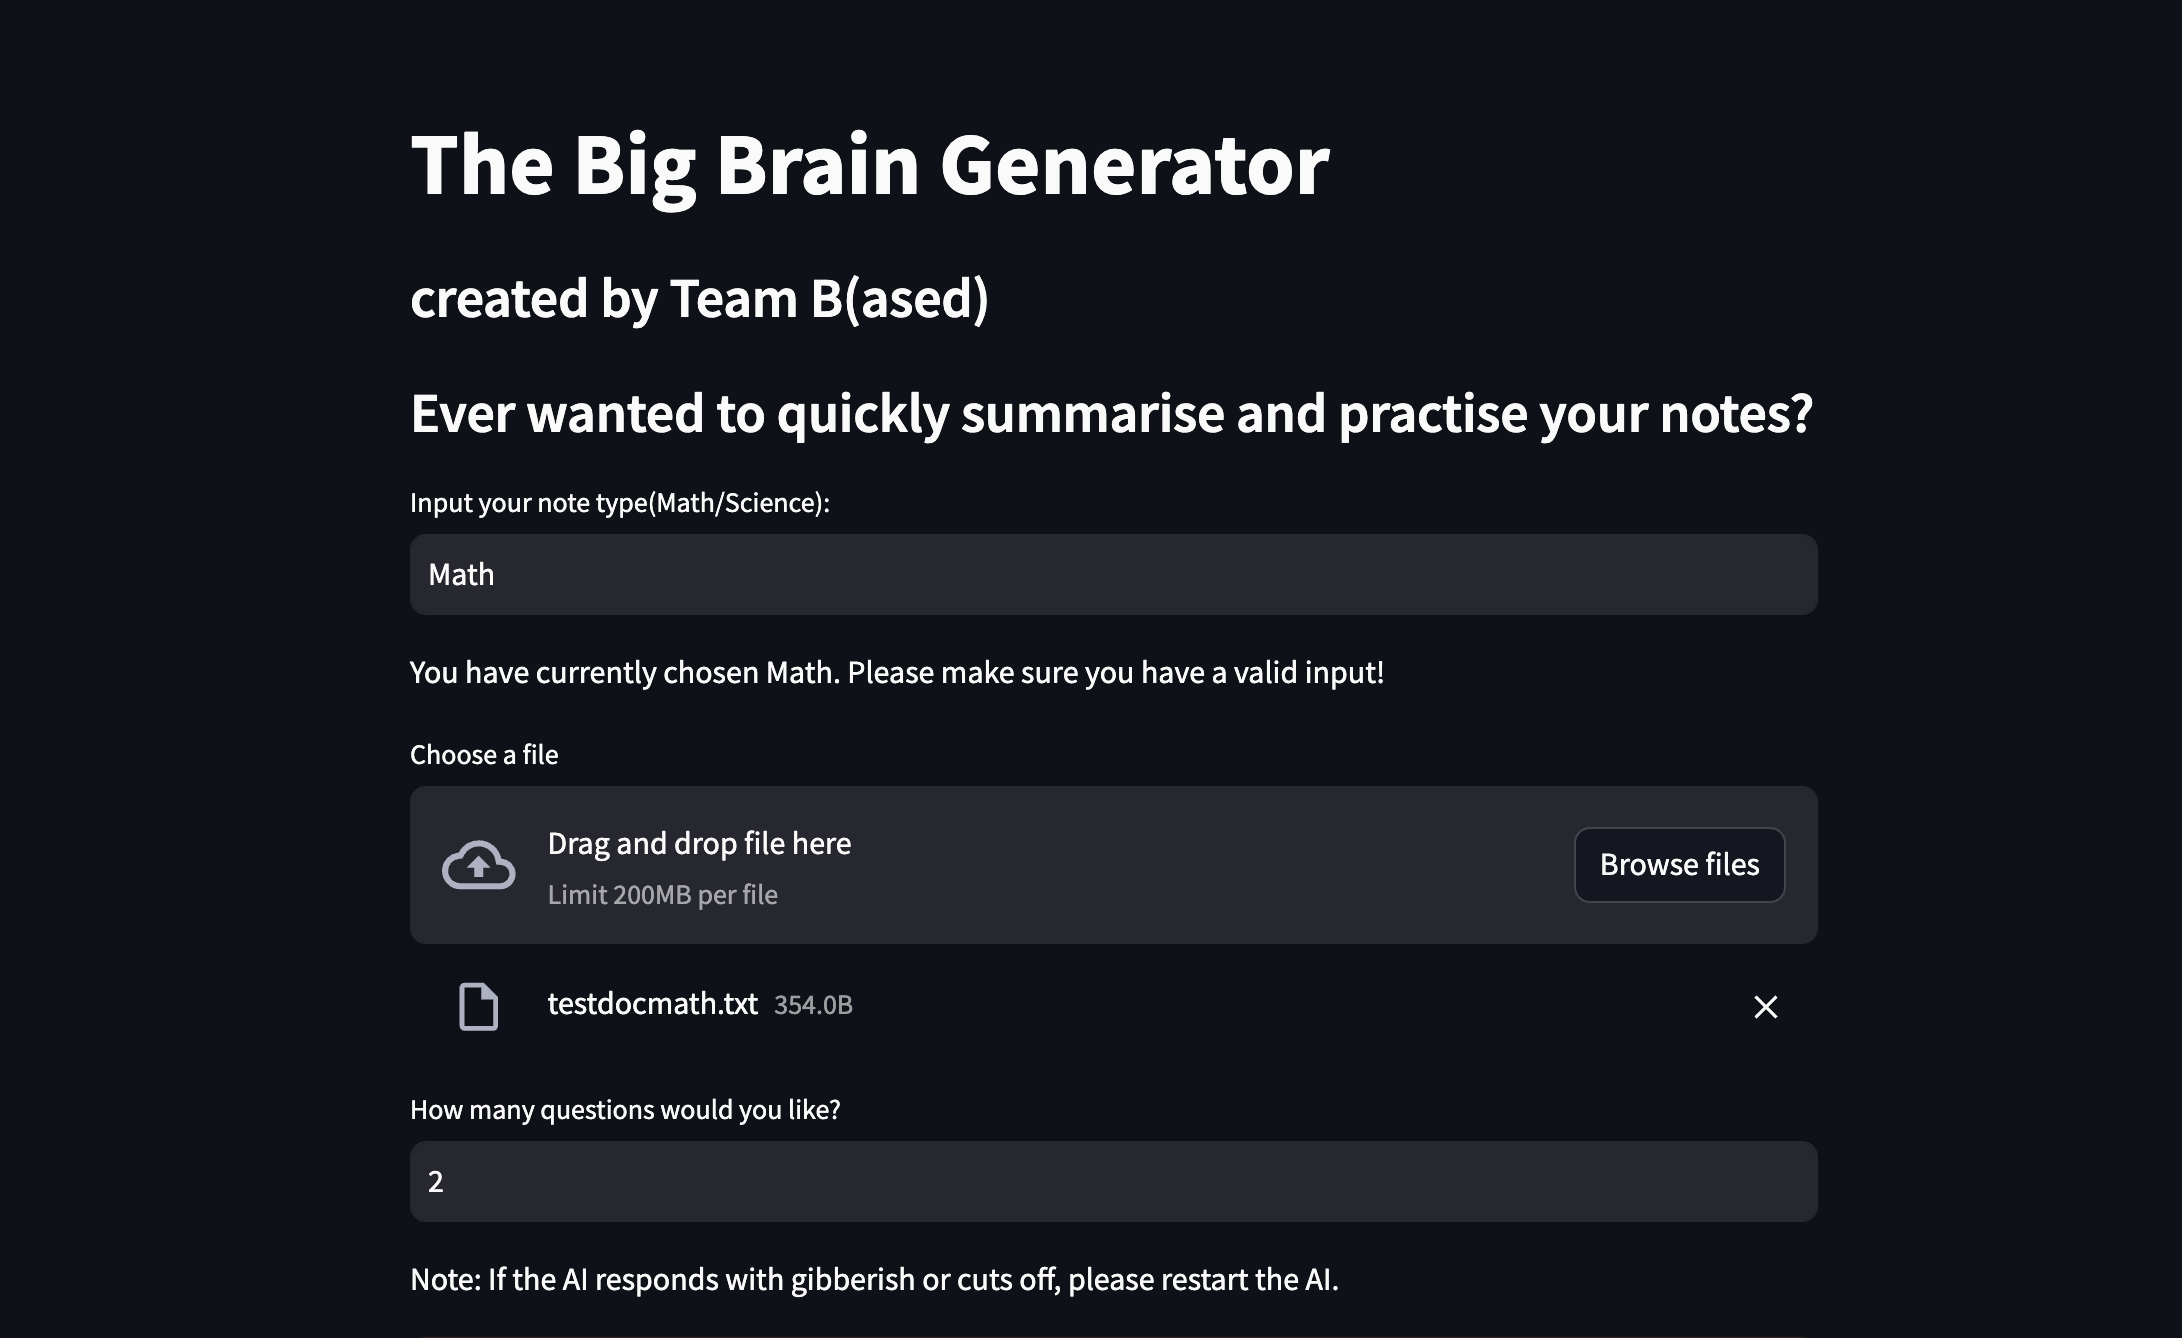 The Big Brain Generator
created by Team B(ased)
Ever wanted to quickly summarise and practise your notes?
Input your note type(Math/Science):
Math
You have currently chosen Math. Please make sure you have a valid input!
Choose a file
Drag and drop file here
Limit 200MB per file
Browse files
testdocmath.txt 354.0B
How many questions would you like?
2
Note: If the AI responds with gibberish or cuts off, please restart the AI.